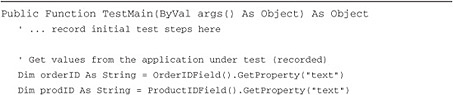 Public Function TestMain(ByVal args() As Object) As Object
' ... record initial test steps here
' Get values from the application under test (recorded)
Dim orderID As String = OrderIDField().GetProperty("text")
Dim prodID As String = ProductIDField().GetProperty("text")